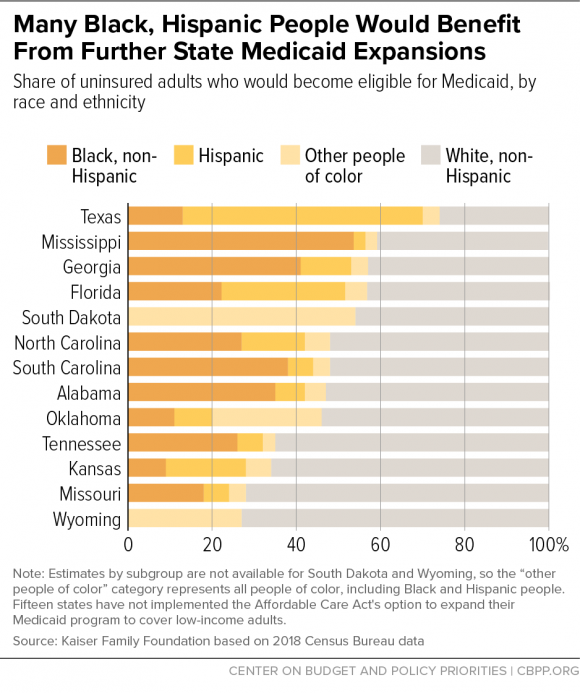 Many Black, Hispanic People Would Benefit
From Further State Medicaid Expansions
Share of uninsured adults who would become eligible for Medicaid, by
race and ethnicity
Black, non-
Hispanic
Hispanic
Other people
of color
White, non-
Hispanic
Texas
Mississippi
Georgia
Florida
South Dakota
North Carolina
South Carolina
Alabama
Oklahoma
Tennessee
Kansas
Missouri
Wyoming
0 20 40 60 80 100%
Note: Estimates by subgroup are not available for South Dakota and Wyoming, so the “other
people of color” category represents all people of color, including Black and Hispanic people.
Fifteen states have not implemented the Affordable Care Act's option to expand their
Medicaid program to cover low-income adults.
Source: Kaiser Family Foundation based on 2018 Census Bureau data
CENTER ON BUDGET AND POLICY PRIORITIES | CBPP.ORG